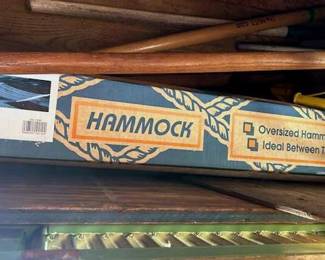 HAMMOCK
Oversized Hamm
Ideal Between T